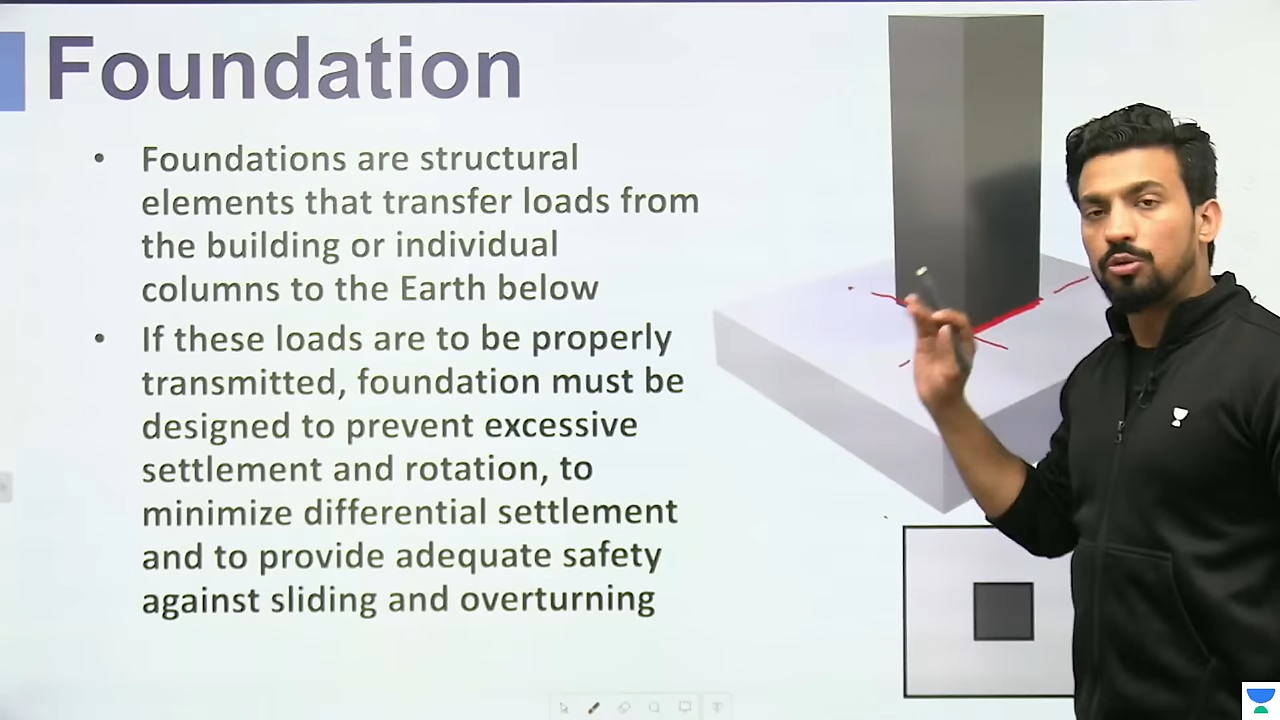 Foundation
• Foundations are structural
elements that transfer loads from
the building or individual
columns to the Earth below
• If these loads are to be properly
transmitted, foundation must be
designed to prevent excessive
settlement and rotation, to
minimize differential settlement
and to provide adequate safety
against sliding and overturning